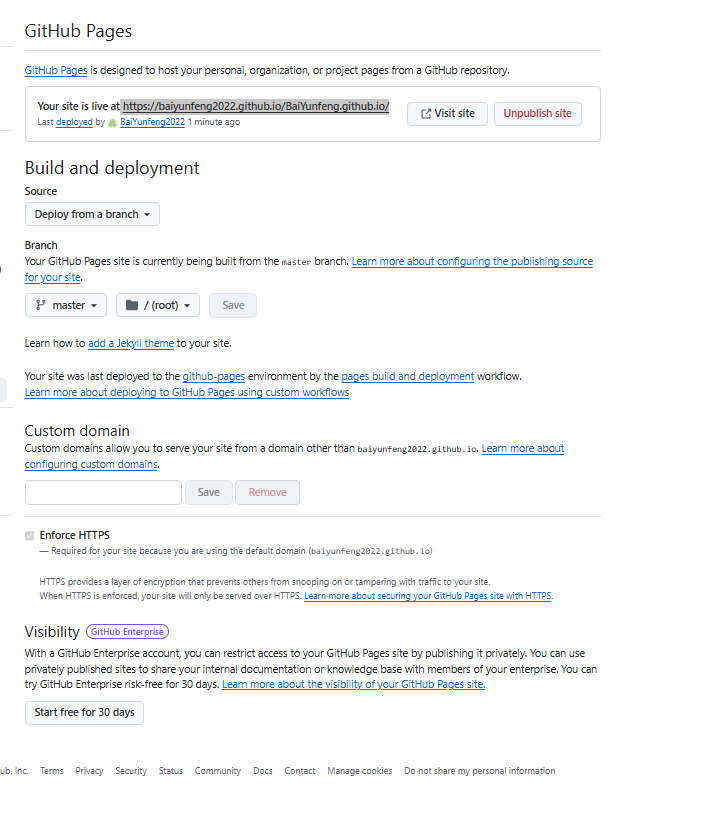 GitHub Pages
GitHub Pages is designed to host your personal, organization, or project pages from a GitHub repository.
Your site is live at https://baiyunfeng2022.github.io/BaiYunfeng.github.io/
Last deployed by BaiYunfeng2022 1 minute ago
Visit site
Unpublish site
Build and deployment
Source
Deploy from a branch
Branch
Your GitHub Pages site is currently being built from the master branch. Learn more about configuring the publishing source
for your site.
master
/ (root)
Save
Learn how to add a Jekyll theme to your site.
Your site was last deployed to the github-pages environment by the pages build and deployment workflow.
Learn more about deploying to GitHub Pages using custom workflows
Custom domain
Custom domains allow you to serve your site from a domain other than baiyunfeng2022.github.io. Learn more about
configuring custom domains.
Save
Remove
Enforce HTTPS
— Required for your site because you are using the default domain (baiyunfeng2022.github.io)
HTTPS provides a layer of encryption that prevents others from snooping on or tampering with traffic to your site.
When HTTPS is enforced, your site will only be served over HTTPS. Learn more about securing your GitHub Pages site with HTTPS.
Visibility GitHub Enterprise
With a GitHub Enterprise account, you can restrict access to your GitHub Pages site by publishing it privately. You can use
privately published sites to share your internal documentation or knowledge base with members of your enterprise. You can
try GitHub Enterprise risk-free for 30 days. Learn more about the visibility of your GitHub Pages site.
Start free for 30 days
ub, Inc. Terms Privacy Security Status Community Docs Contact Manage cookies Do not share my personal information